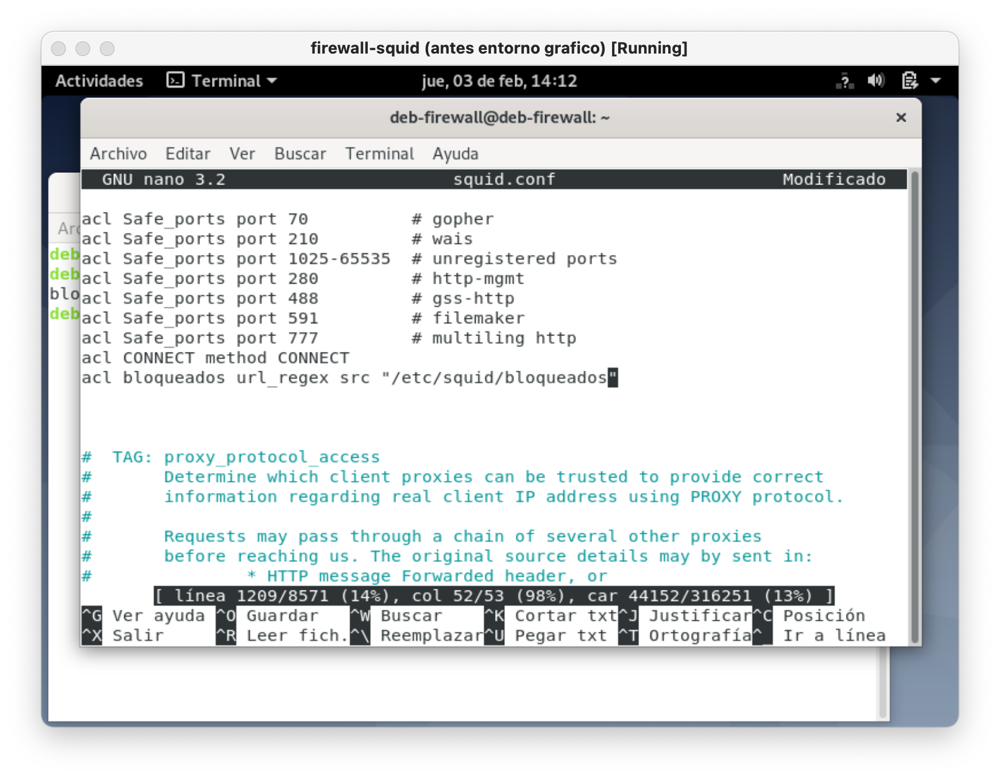 firewall-squid (antes entorno grafico) [Running]
Actividades Terminal jue, 03 de feb, 14:12
deb-firewall@deb-firewall: ~
Archivo Editar Ver Buscar Terminal Ayuda
GNU nano 3.2 squid.conf Modificado
acl Safe_ports port 70 # gopher
acl Safe_ports port 210 # wais
acl Safe_ports port 1025-65535 # unregistered ports
acl Safe_ports port 280 # http-mgmt
acl Safe_ports port 488 # gss-http
acl Safe_ports port 591 # filemaker
acl Safe_ports port 777 # multiling http
acl CONNECT method CONNECT
acl bloqueados url_regex src "/etc/squid/bloqueados"
# TAG: proxy_protocol_access
# Determine which client proxies can be trusted to provide correct
# information regarding real client IP address using PROXY protocol.
#
# Requests may pass through a chain of several other proxies
# before reaching us. The original source details may by sent in:
# * HTTP message Forwarded header, or
[ línea 1209/8571 (14%), col 52/53 (98%), car 44152/316251 (13%) ]
^G Ver ayuda ^O Guardar ^W Buscar ^K Cortar txt ^J Justificar ^C Posición
^X Salir ^R Leer fich. ^\ Reemplazar ^U Pegar txt ^T Ortografía ^_ Ir a línea
Arc
deb
deb
blo
deb